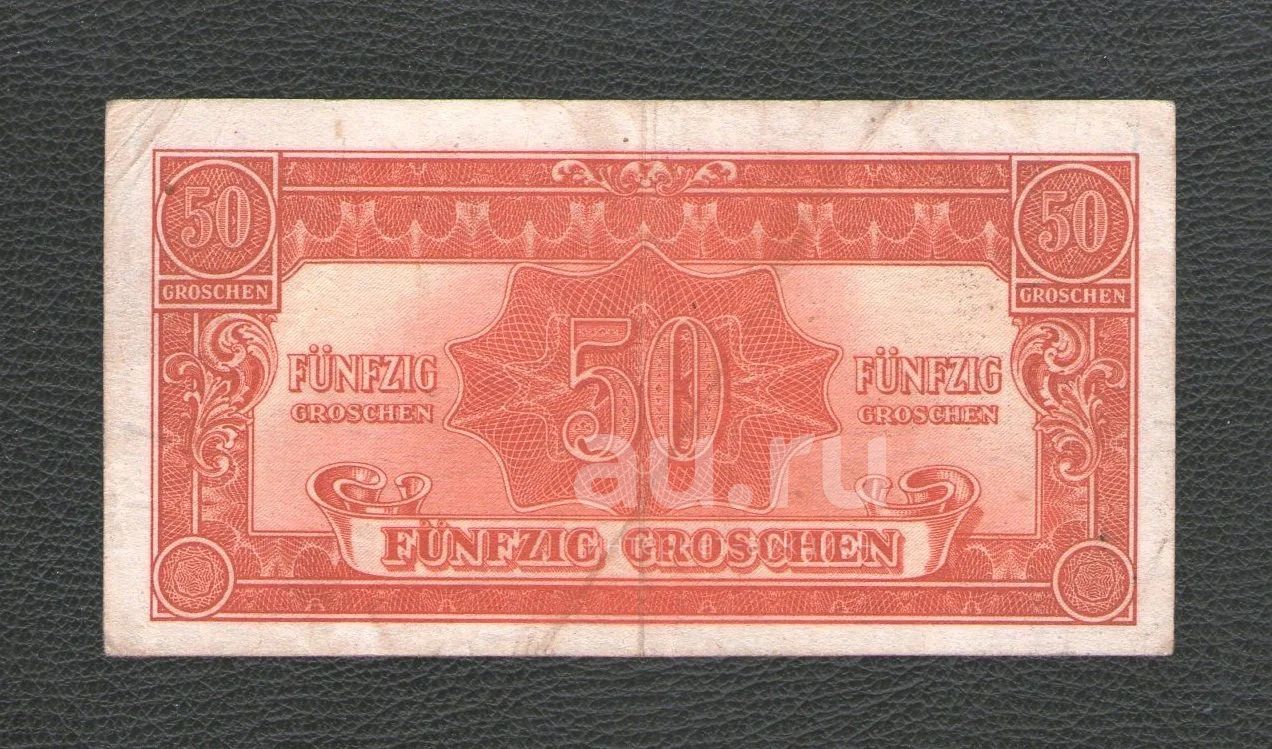 50 50
GROSCHEN GROSCHEN
50
FÜNFZIG FÜNFZIG
GROSCHEN GROSCHEN
au.ru
FÜNFZIG GROSCHEN